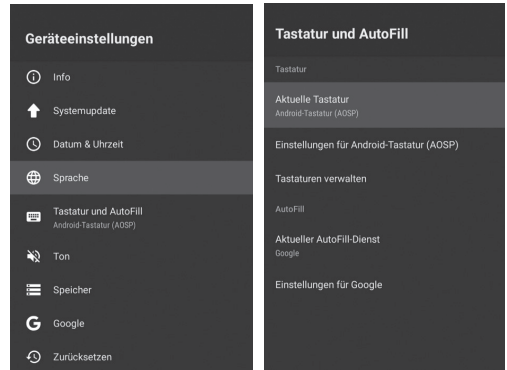 Geräteeinstellungen
Info
Systemupdate
Datum & Uhrzeit
Sprache
Tastatur und AutoFill
Android-Tastatur (AOSP)
Ton
Speicher
Google
Zurücksetzen
Tastatur und AutoFill
Tastatur
Aktuelle Tastatur
Android-Tastatur (AOSP)
Einstellungen für Android-Tastatur (AOSP)
Tastaturen verwalten
AutoFill
Aktueller AutoFill-Dienst
Google
Einstellungen für Google